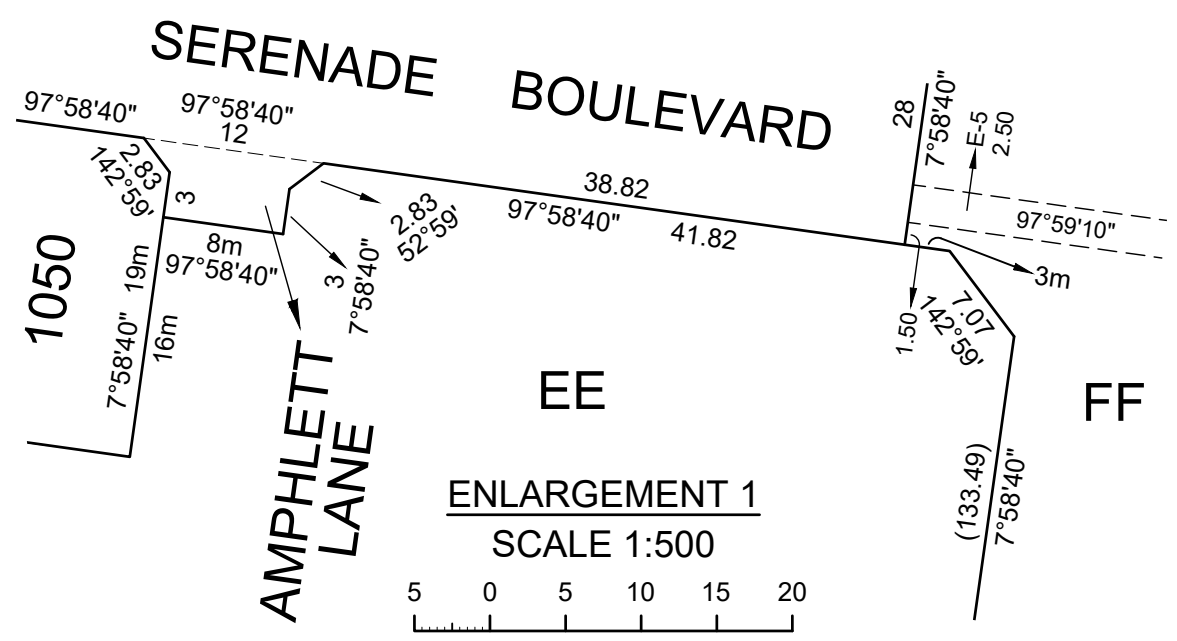 SERENADE BOULEVARD
97°58'40"
97°58'40"
12
2.83
142°59'
3
8m
97°58'40"
2.83
52°59'
3
7°58'40"
38.82
97°58'40"
41.82
28
7°58'40"
E-5
2.50
97°59'10"
3m
1.50
7.07
142°59'
1050
19m
7°58'40"
16m
AMPHLETT
LANE
EE
FF
(133.49)
7°58'40"
ENLARGEMENT 1
SCALE 1:500
5 0 5 10 15 20